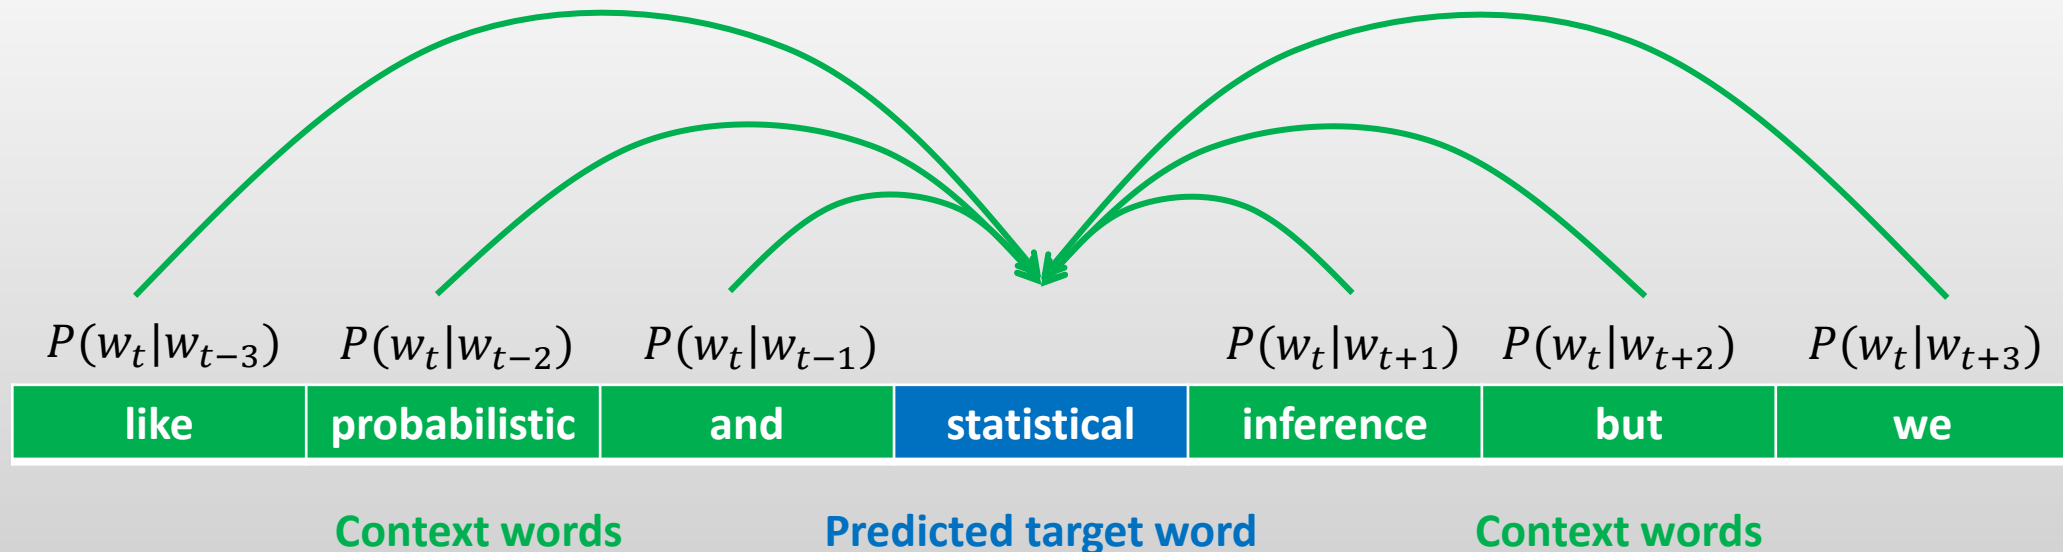 P(w_t|w_{t−3}) P(w_t|w_{t−2}) P(w_t|w_{t−1}) P(w_t|w_{t+1}) P(w_t|w_{t+2}) P(w_t|w_{t+3})
like probabilistic and statistical inference but we
Context words Predicted target word Context words